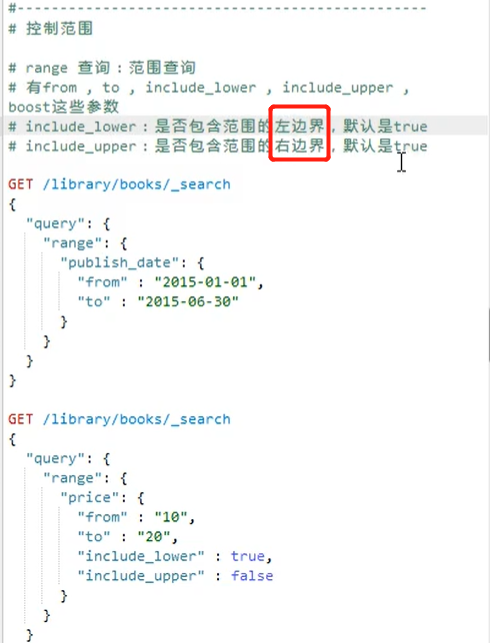 #---------------------------------------------
# 控制范围
# range 查询：范围查询
# 有from , to , include_lower , include_upper ,
boost这些参数
# include_lower：是否包含范围的左边界，默认是true
# include_upper：是否包含范围的右边界，默认是true
GET /library/books/_search
{
"query": {
"range": {
"publish_date": {
"from" : "2015-01-01",
"to" : "2015-06-30"
}
}
}
}
GET /library/books/_search
{
"query": {
"range": {
"price": {
"from" : "10",
"to" : "20",
"include_lower" : true,
"include_upper" : false
}
}
}